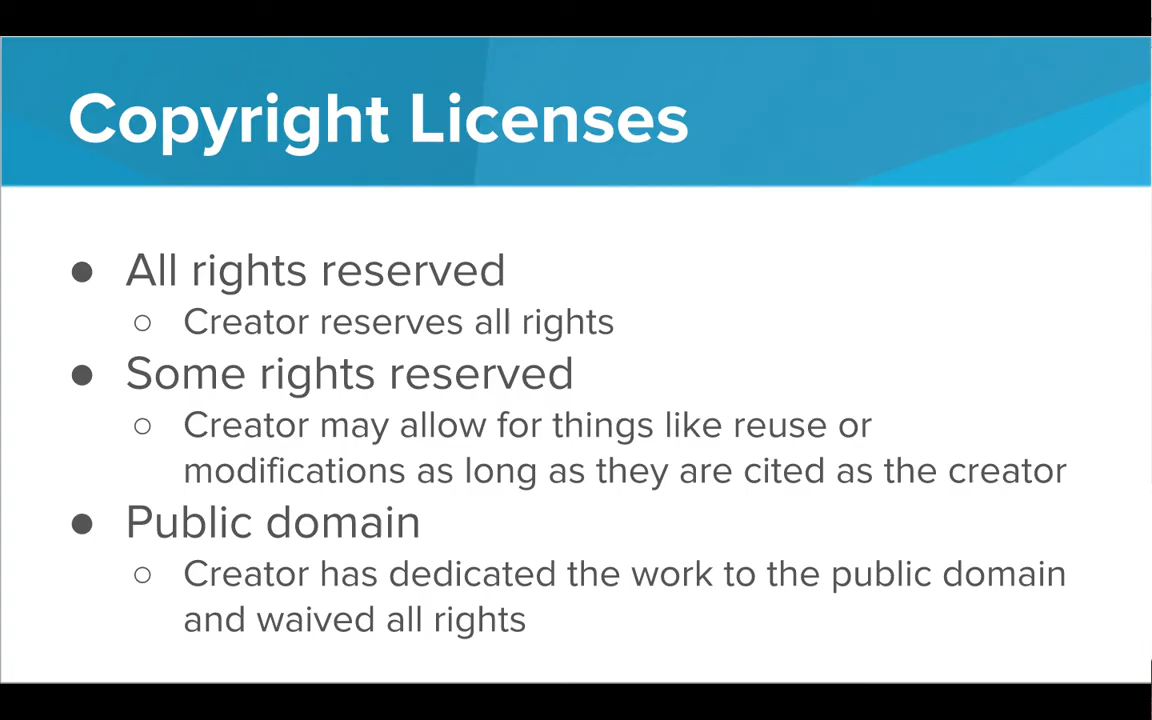 Copyright Licenses
● All rights reserved
○ Creator reserves all rights
● Some rights reserved
○ Creator may allow for things like reuse or
modifications as long as they are cited as the creator
● Public domain
○ Creator has dedicated the work to the public domain
and waived all rights